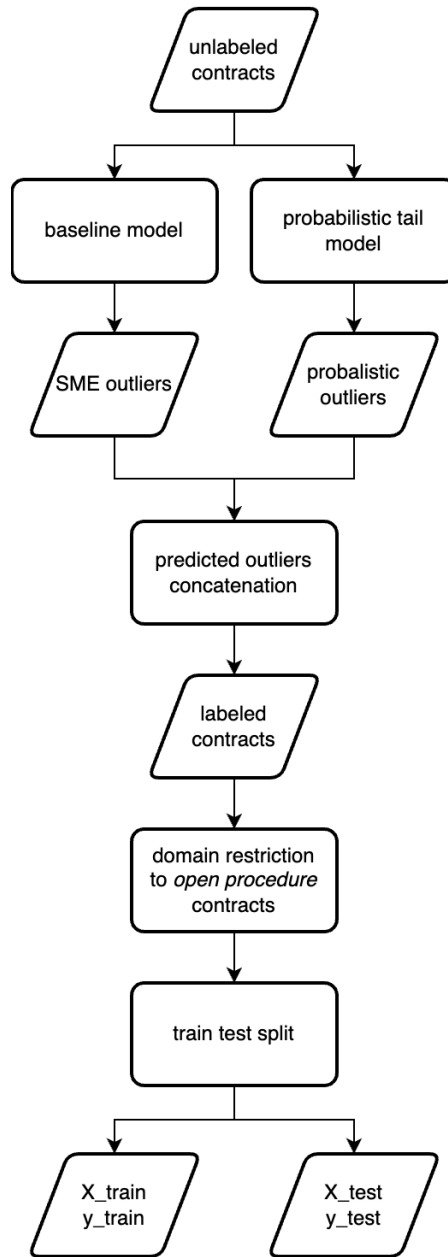 unlabeled
contracts
baseline model
probabilistic tail
model
SME outliers
probalistic
outliers
predicted outliers
concatenation
labeled
contracts
domain restriction
to open procedure
contracts
train test split
X_train
y_train
X_test
y_test